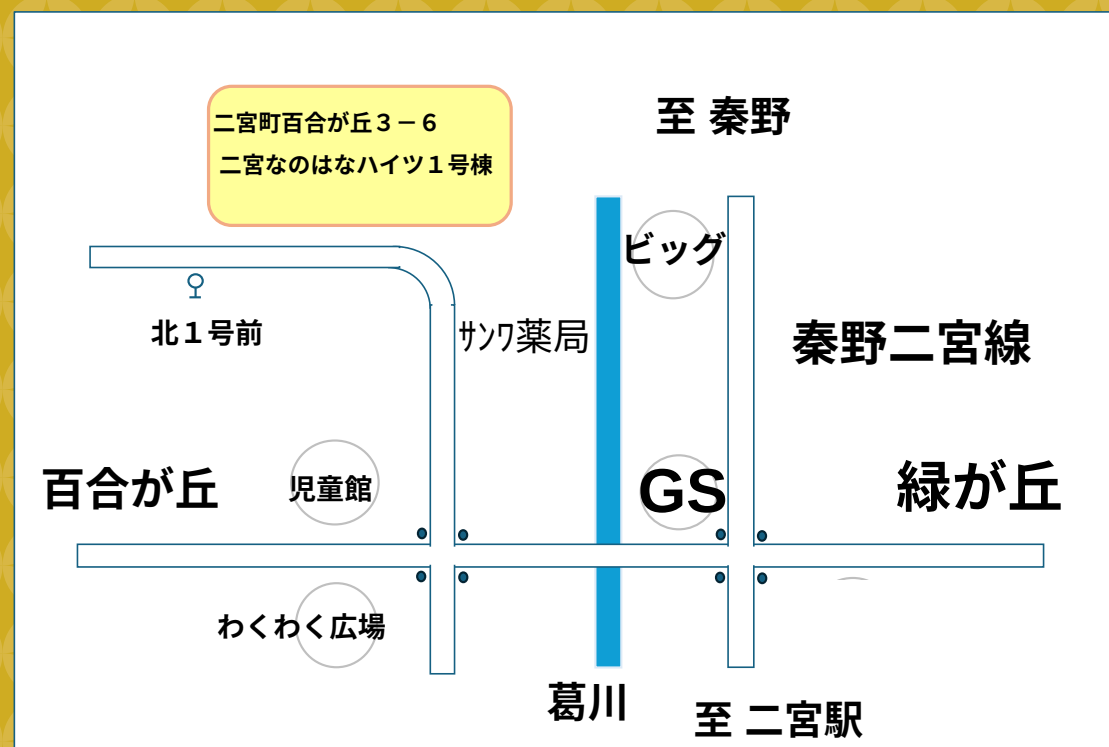 至 秦野
二宮町百合が丘３－６
二宮なのはなハイツ１号棟
ビッグ
北１号前
ｻﾝﾜ薬局
秦野二宮線
百合が丘
児童館
GS
緑が丘
わくわく広場
葛川
至 二宮駅